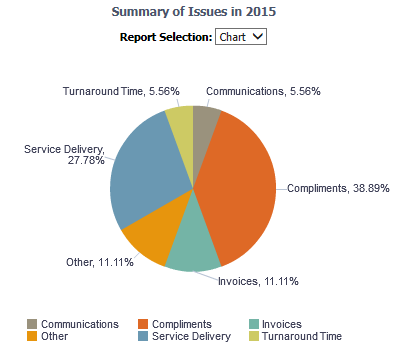 Summary of Issues in 2015
Report Selection: Chart
Turnaround Time, 5.56%
Communications, 5.56%
Service Delivery,
27.78%
Compliments, 38.89%
Other, 11.11%
Invoices, 11.11%
Communications Compliments Invoices
Other Service Delivery Turnaround Time